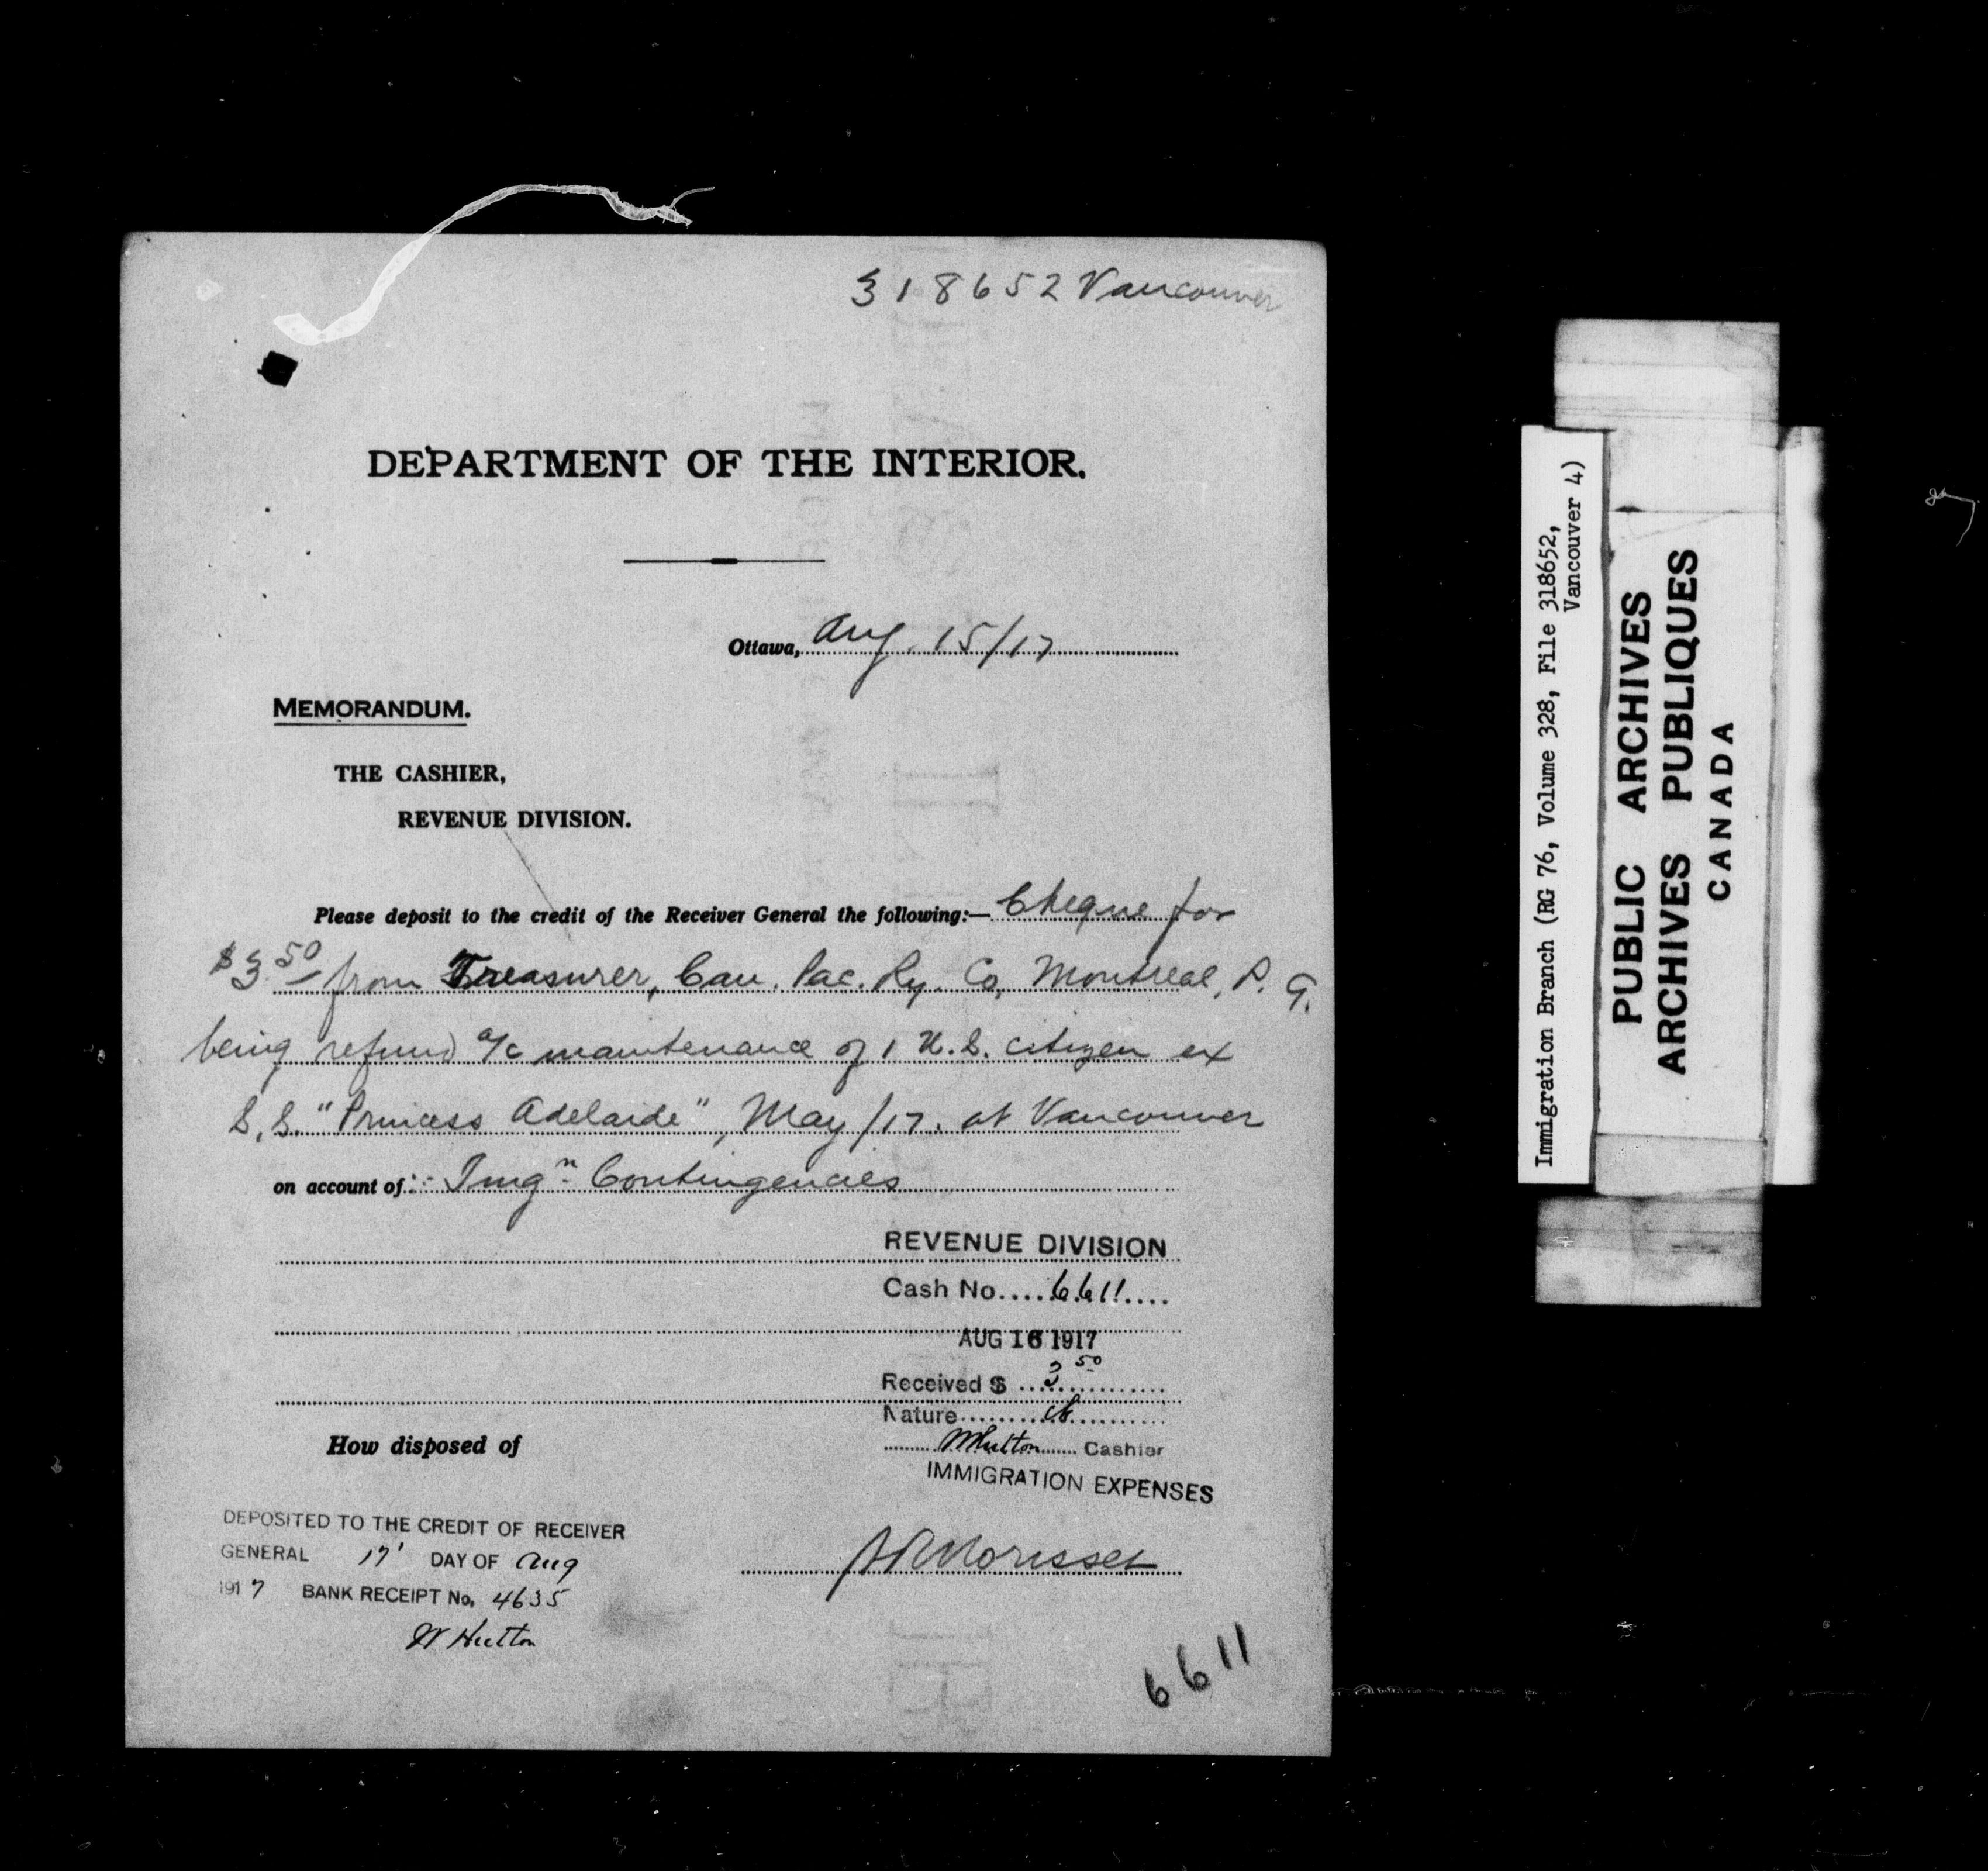 318652 Vancouver
DEPARTMENT OF THE INTERIOR.
Ottawa, Aug. 15/17
MEMORANDUM.
THE CASHIER,
REVENUE DIVISION.
Please deposit to the credit of the Receiver General the following:— Cheque for
$3.50 from Treasurer, Can. Pac. Ry. Co, Montreal, P. Q.
being refund a/c maintenance of 1 U.S. citizen ex
S.S. "Princess Adelaide", May/17. at Vancouver
on account of:- Imgn Contingencies
REVENUE DIVISION
Cash No.....6611....
AUG 16 1917
Received $ ...3.50
Nature.........Ch..........
WHutton Cashier
IMMIGRATION EXPENSES
How disposed of
DEPOSITED TO THE CREDIT OF RECEIVER
GENERAL 17' DAY OF Aug
1917 BANK RECEIPT No, 4635
W Hutton
Morisset
6611
Immigration Branch (RG 76, Volume 328, File 318652,
Vancouver 4)
PUBLIC ARCHIVES
ARCHIVES PUBLIQUES
CANADA